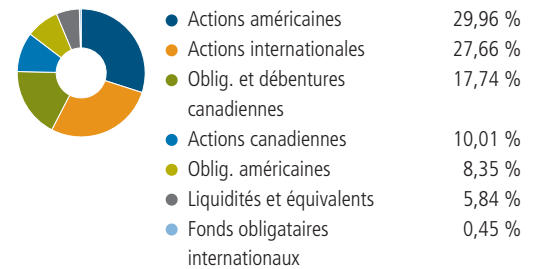 Actions américaines 29,96 %
Actions internationales 27,66 %
Oblig. et débentures 17,74 %
canadiennes
Actions canadiennes 10,01 %
Oblig. américaines 8,35 %
Liquidités et équivalents 5,84 %
Fonds obligataires 0,45 %
internationaux